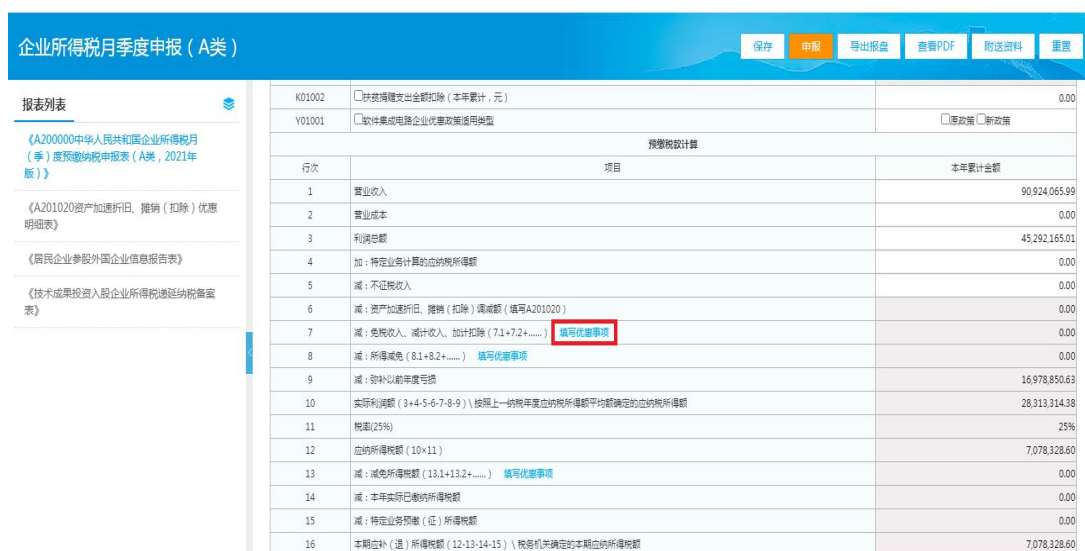 企业所得税月季度申报（A类）
保存 申报 导出报盘 查看PDF 附送资料 重置
报表列表
《A200000中华人民共和国企业所得税月
（季）度预缴纳税申报表（A类，2021年
版）》
《A201020资产加速折旧、摊销（扣除）优惠
明细表》
《居民企业参股外国企业信息报告表》
《技术成果投资入股企业所得税递延纳税备案
表》
K01002 扶贫捐赠支出全额扣除（本年累计，元） 0.00
Y01001 软件集成电路企业优惠政策适用类型 原政策 新政策
预缴税款计算
行次 项目 本年累计金额
1 营业收入 90,924,065.99
2 营业成本 0.00
3 利润总额 45,292,165.01
4 加：特定业务计算的应纳税所得额 0.00
5 减：不征税收入 0.00
6 减：资产加速折旧、摊销（扣除）调减额（填写A201020） 0.00
7 减：免税收入、减计收入、加计扣除（7.1+7.2+......） 填写优惠事项 0.00
8 减：所得减免（8.1+8.2+......） 填写优惠事项 0.00
9 减：弥补以前年度亏损 16,978,850.63
10 实际利润额（3+4-5-6-7-8-9）\按照上一纳税年度应纳税所得额平均额确定的应纳税所得额 28,313,314.38
11 税率(25%) 25%
12 应纳所得税额（10×11） 7,078,328.60
13 减：减免所得税额（13.1+13.2+......） 填写优惠事项 0.00
14 减：本年实际已缴纳所得税额 0.00
15 减：特定业务预缴（征）所得税额 0.00
16 本期应补（退）所得税额（12-13-14-15）\税务机关确定的本期应纳所得税额 7,078,328.60